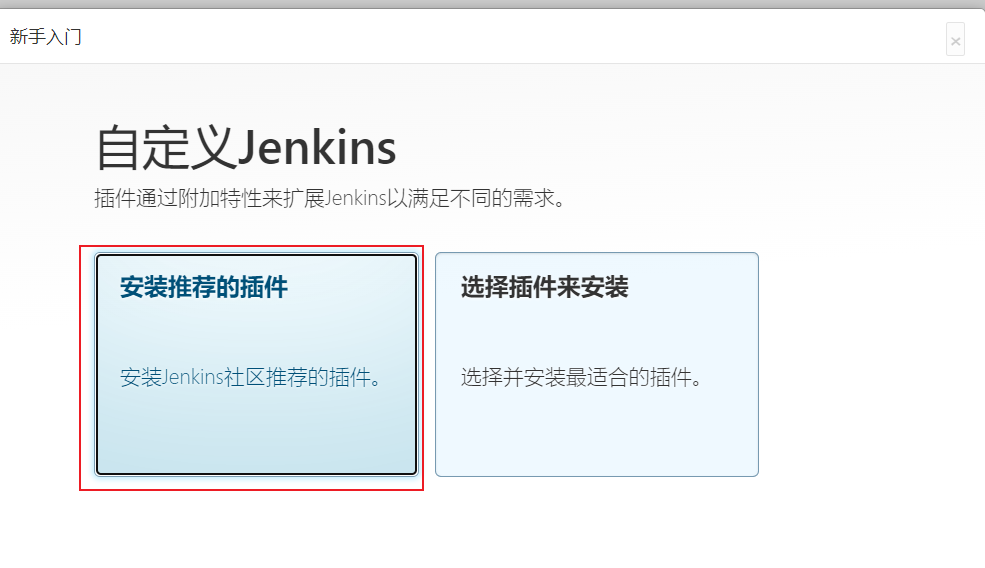 新手入门
×
自定义Jenkins
插件通过附加特性来扩展Jenkins以满足不同的需求。
安装推荐的插件
安装Jenkins社区推荐的插件。
选择插件来安装
选择并安装最适合的插件。